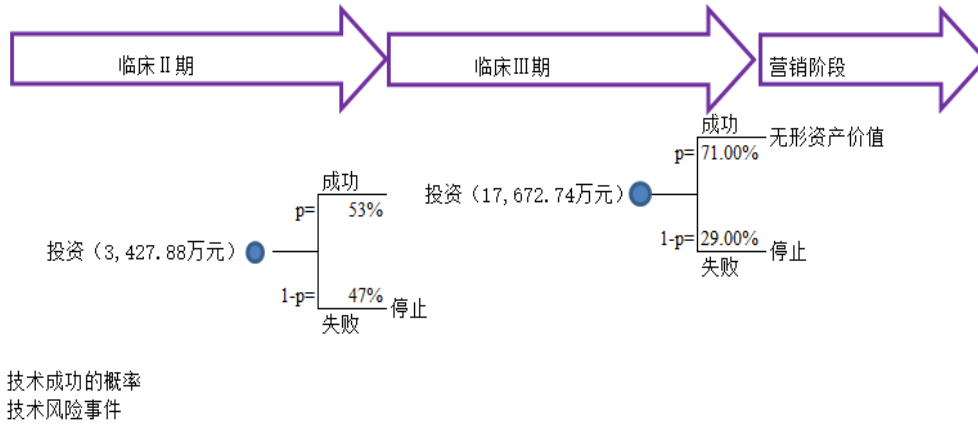 临床Ⅱ期
临床Ⅲ期
营销阶段
成功
无形资产价值
p= 71.00%
投资（17,672.74万元）
1-p= 29.00%
停止
失败
成功
p= 53%
投资（3,427.88万元）
1-p= 47%
停止
失败
技术成功的概率
技术风险事件